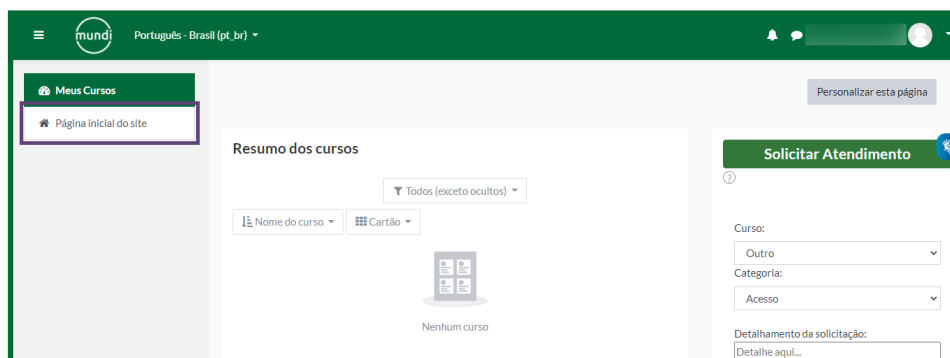 mundi
Português - Brasil (pt_br)
Meus Cursos
Página inicial do site
Personalizar esta página
Resumo dos cursos
Todos (exceto ocultos)
Nome do curso
Cartão
Nenhum curso
Solicitar Atendimento
?
Curso:
Outro
Categoria:
Acesso
Detalhamento da solicitação:
Detalhe aqui...